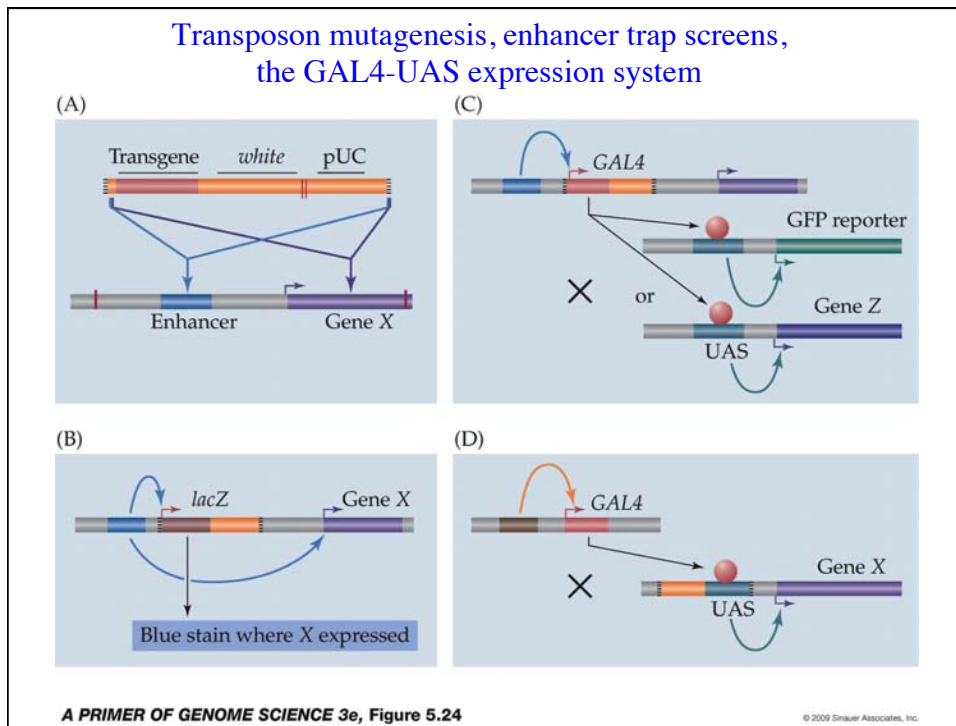 Transposon mutagenesis, enhancer trap screens,
the GAL4-UAS expression system
(A)
Transgene white pUC
Enhancer Gene X
(B)
lacZ Gene X
Blue stain where X expressed
(C)
GAL4
GFP reporter
or
Gene Z
UAS
(D)
GAL4
Gene X
UAS
A PRIMER OF GENOME SCIENCE 3e, Figure 5.24
© 2009 Sinauer Associates, Inc.